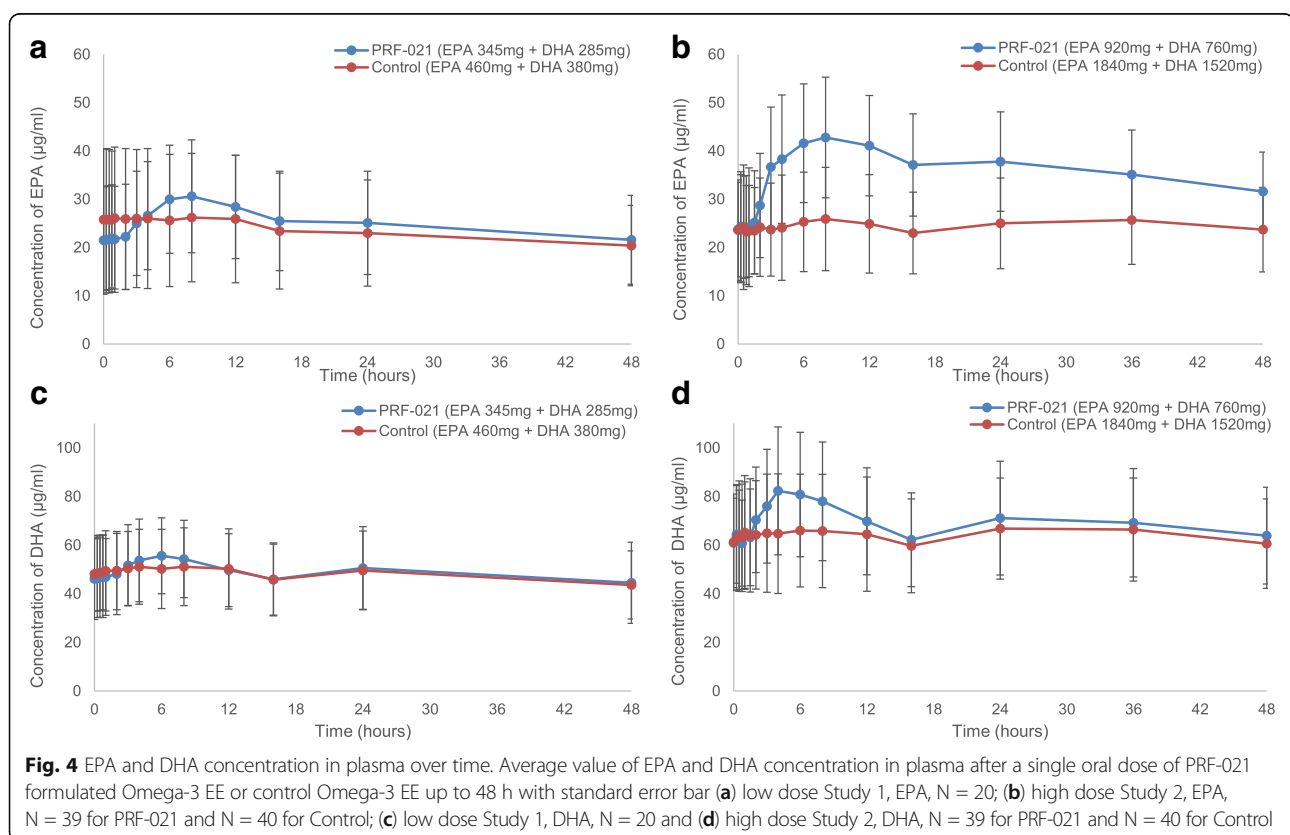 a
PRF-021 (EPA 345mg + DHA 285mg)
Control (EPA 460mg + DHA 380mg)
Concentration of EPA (µg/ml)
60
50
40
30
20
10
0
0 6 12 18 24 30 36 42 48
Time (hours)
b
PRF-021 (EPA 920mg + DHA 760mg)
Control (EPA 1840mg + DHA 1520mg)
Concentration of EPA (µg/ml)
60
50
40
30
20
10
0
0 6 12 18 24 30 36 42 48
Time (hours)
c
PRF-021 (EPA 345mg + DHA 285mg)
Control (EPA 460mg + DHA 380mg)
Concentration of DHA (µg/ml)
100
80
60
40
20
0
0 6 12 18 24 30 36 42 48
Time (hours)
d
PRF-021 (EPA 920mg + DHA 760mg)
Control (EPA 1840mg + DHA 1520mg)
Concentration of DHA (µg/ml)
100
80
60
40
20
0
0 6 12 18 24 30 36 42 48
Time (hours)
Fig. 4 EPA and DHA concentration in plasma over time. Average value of EPA and DHA concentration in plasma after a single oral dose of PRF-021
formulated Omega-3 EE or control Omega-3 EE up to 48 h with standard error bar (a) low dose Study 1, EPA, N = 20; (b) high dose Study 2, EPA,
N = 39 for PRF-021 and N = 40 for Control; (c) low dose Study 1, DHA, N = 20 and (d) high dose Study 2, DHA, N = 39 for PRF-021 and N = 40 for Control